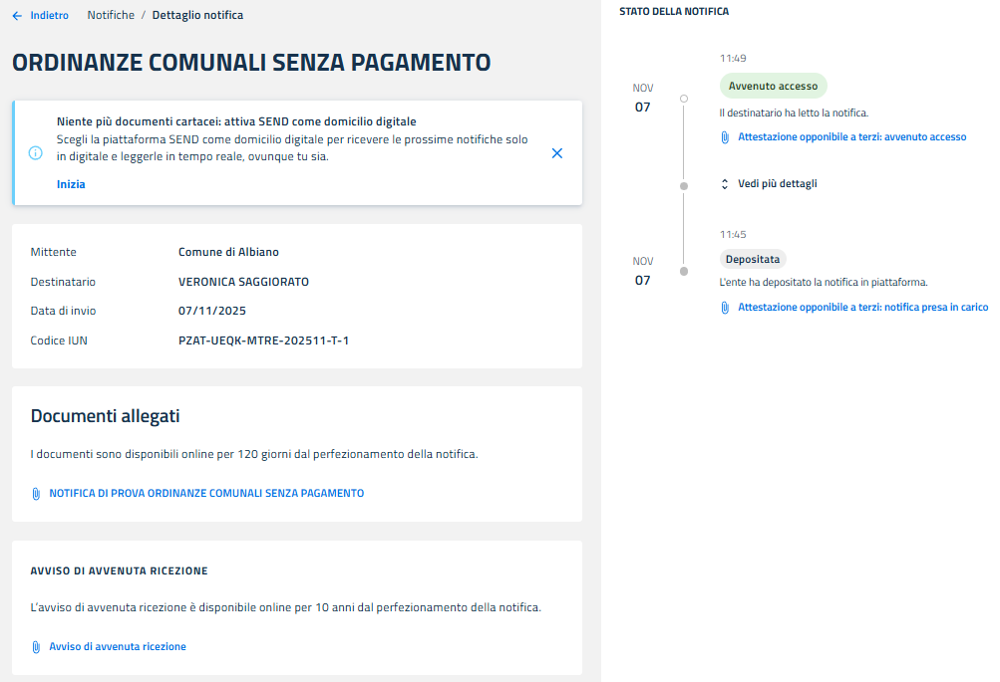 Indietro
Notifiche / Dettaglio notifica
ORDINANZE COMUNALI SENZA PAGAMENTO
Niente più documenti cartacei: attiva SEND come domicilio digitale
Scegli la piattaforma SEND come domicilio digitale per ricevere le prossime notifiche solo
in digitale e leggerle in tempo reale, ovunque tu sia.
Inizia
Mittente Comune di Albiano
Destinatario VERONICA SAGGIORATO
Data di invio 07/11/2025
Codice IUN PZAT-UEQK-MTRE-202511-T-1
Documenti allegati
I documenti sono disponibili online per 120 giorni dal perfezionamento della notifica.
NOTIFICA DI PROVA ORDINANZE COMUNALI SENZA PAGAMENTO
AVVISO DI AVVENUTA RICEZIONE
L'avviso di avvenuta ricezione è disponibile online per 10 anni dal perfezionamento della notifica.
Avviso di avvenuta ricezione
STATO DELLA NOTIFICA
11:49
NOV
07
Avvenuto accesso
Il destinatario ha letto la notifica.
Attestazione opponibile a terzi: avvenuto accesso
Vedi più dettagli
11:45
NOV
07
Depositata
L'ente ha depositato la notifica in piattaforma.
Attestazione opponibile a terzi: notifica presa in carico